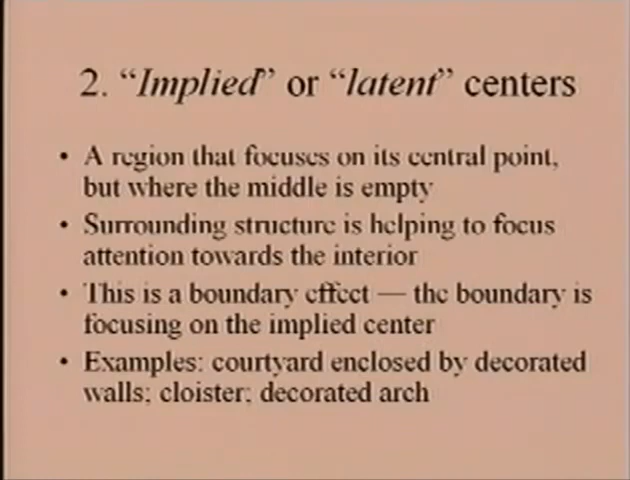 2. “Implied” or “latent” centers
• A region that focuses on its central point,
but where the middle is empty
• Surrounding structure is helping to focus
attention towards the interior
• This is a boundary effect — the boundary is
focusing on the implied center
• Examples: courtyard enclosed by decorated
walls; cloister; decorated arch